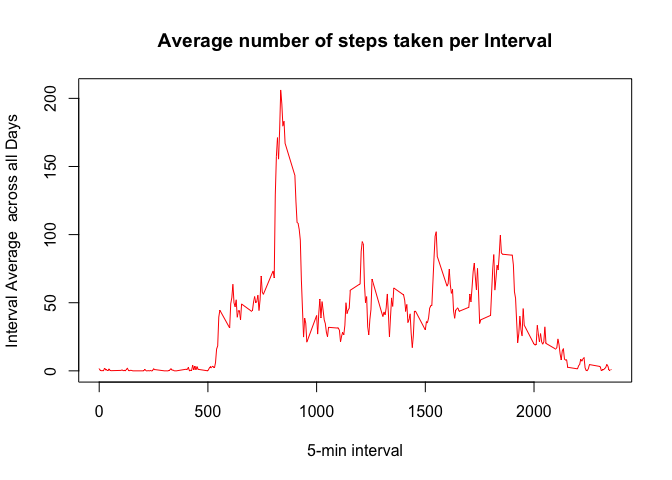 Average number of steps taken per Interval
Interval Average  across all Days
200
150
100
50
0
0 500 1000 1500 2000
5-min interval